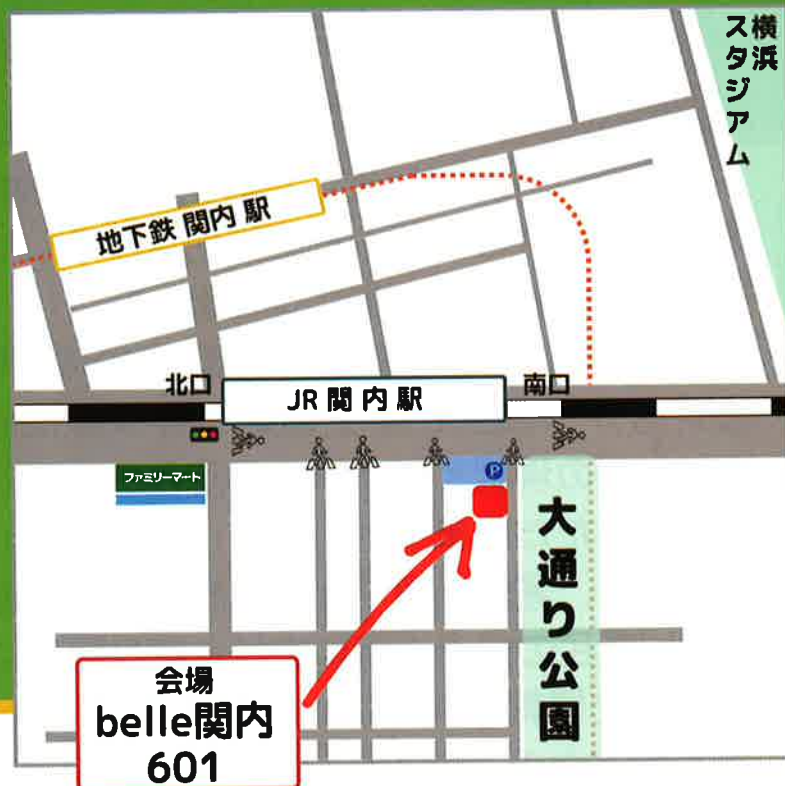 横浜
スタジアム
地下鉄 関内 駅
北口
JR 関 内 駅
南口
ファミリーマート
P
大通り公園
会場
belle関内
601